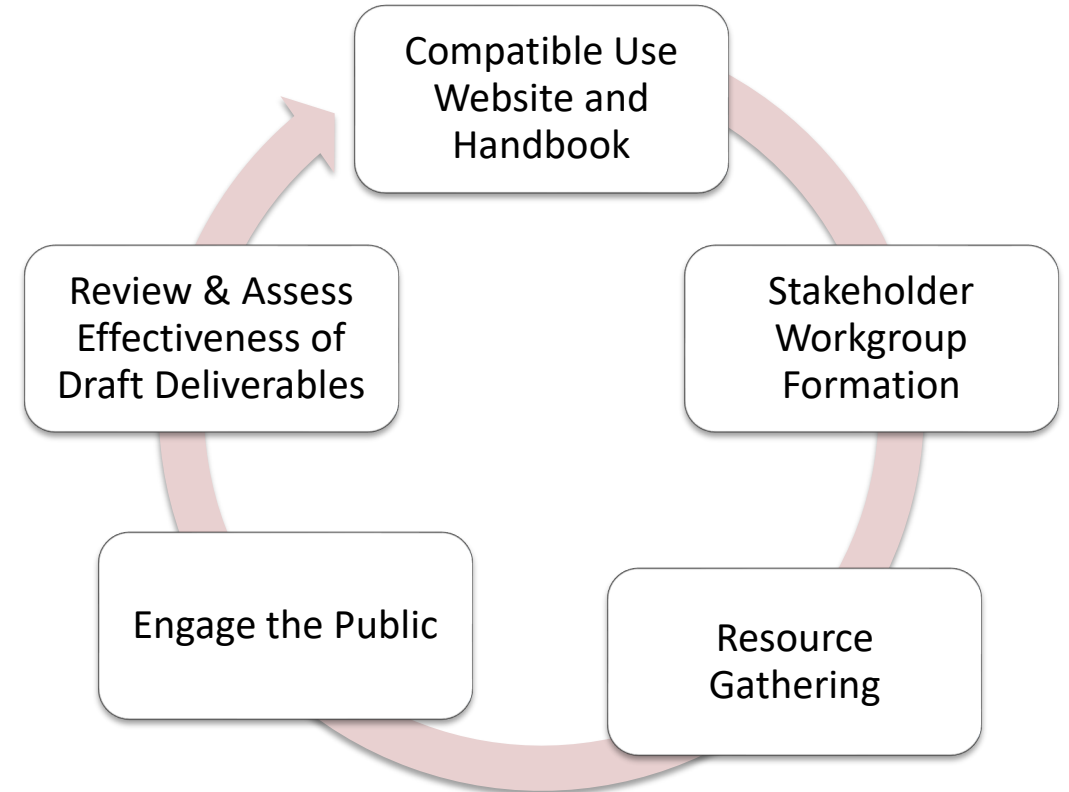 Compatible Use
Website and
Handbook
Stakeholder
Workgroup
Formation
Resource
Gathering
Engage the Public
Review & Assess
Effectiveness of
Draft Deliverables